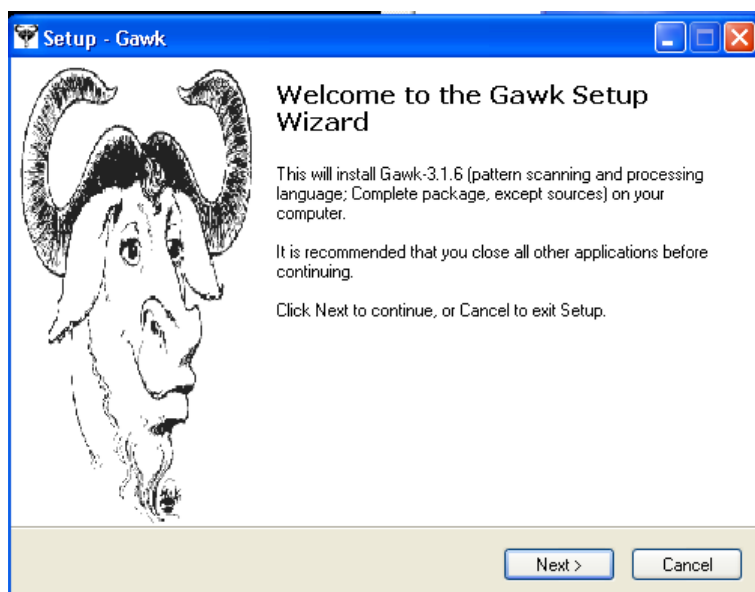 Setup - Gawk
Welcome to the Gawk Setup
Wizard
This will install Gawk-3.1.6 (pattern scanning and processing
language; Complete package, except sources) on your
computer.
It is recommended that you close all other applications before
continuing.
Click Next to continue, or Cancel to exit Setup.
Next >
Cancel